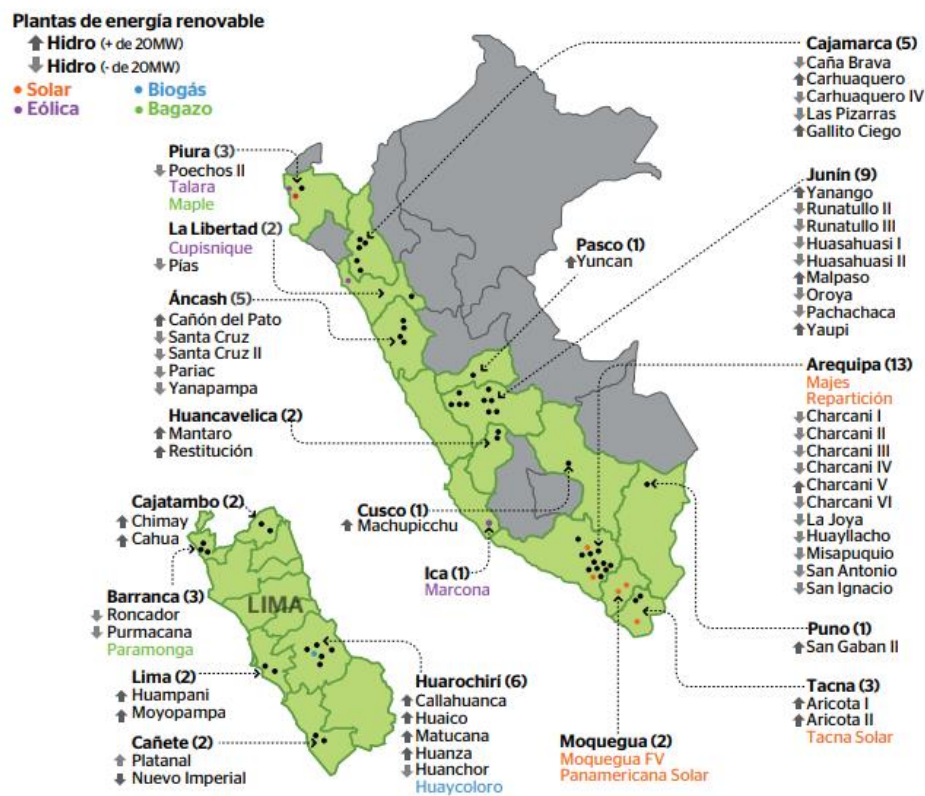 Plantas de energía renovable
Hidro (+ de 20MW)
Hidro (- de 20MW)
Solar
Biogás
Eólica
Bagazo
Piura (3)
Poechos II
Talara
Maple
La Libertad (2)
Cupisnique
Pías
Áncash (5)
Cañón del Pato
Santa Cruz
Santa Cruz II
Pariac
Yanapampa
Huancavelica (2)
Mantaro
Restitución
Cajatambo (2)
Chimay
Cahua
Barranca (3)
Roncador
Purmacana
Paramonga
Lima (2)
Huampani
Moyopampa
Cañete (2)
Platanal
Nuevo Imperial
LIMA
Huarochirí (6)
Callahuanca
Huaico
Matucana
Huanza
Huanchor
Huaycoloro
Pasco (1)
Yuncan
Cusco (1)
Machupicchu
Ica (1)
Marcona
Moquegua (2)
Moquegua FV
Panamericana Solar
Cajamarca (5)
Caña Brava
Carhuaquero
Carhuaquero IV
Las Pizarras
Gallito Ciego
Junín (9)
Yanango
Runatullo II
Runatullo III
Huasahuasi I
Huasahuasi II
Malpaso
Oroya
Pachachaca
Yaupi
Arequipa (13)
Majes
Repartición
Charcani I
Charcani II
Charcani III
Charcani IV
Charcani V
Charcani VI
La Joya
Huayllacho
Misapuquio
San Antonio
San Ignacio
Puno (1)
San Gaban II
Tacna (3)
Aricota I
Aricota II
Tacna Solar